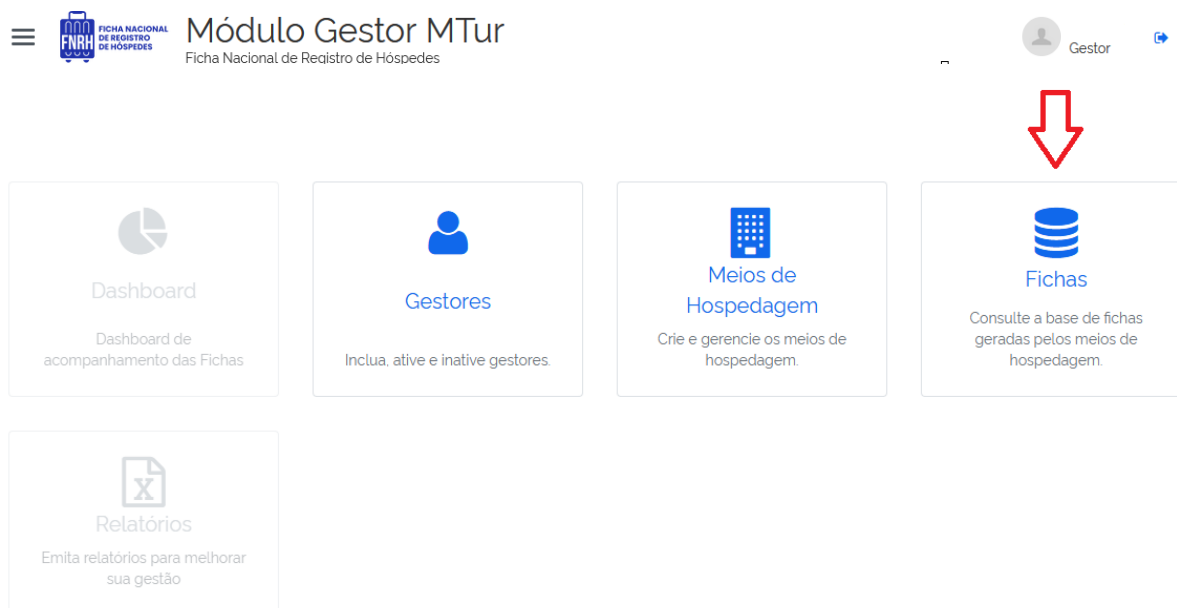 FNRH
FICHA NACIONAL
DE REGISTRO
DE HÓSPEDES
Módulo Gestor MTur
Ficha Nacional de Registro de Hóspedes
Gestor
Dashboard
Dashboard de
acompanhamento das Fichas
Gestores
Inclua, ative e inative gestores.
Meios de
Hospedagem
Crie e gerencie os meios de
hospedagem.
Fichas
Consulte a base de fichas
geradas pelos meios de
hospedagem.
X
Relatórios
Emita relatórios para melhorar
sua gestão